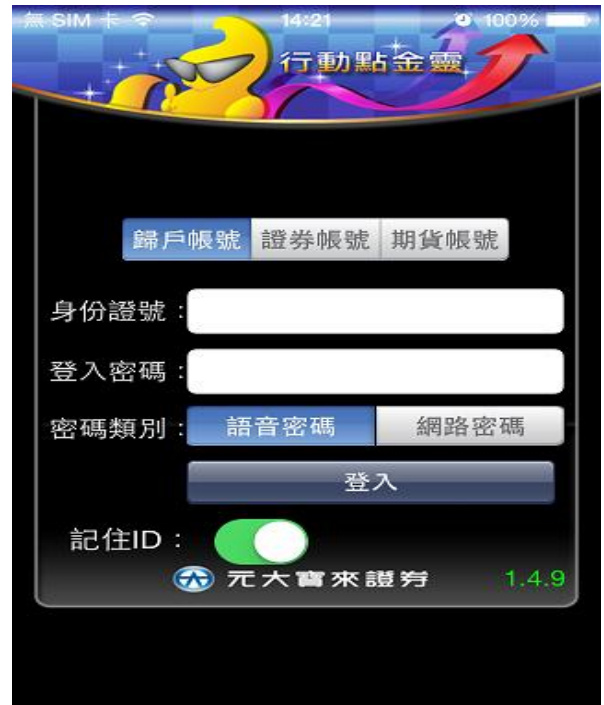 無 SIM 卡 14:21 100%
行動點金靈
歸戶帳號 證券帳號 期貨帳號
身份證號：
登入密碼：
密碼類別： 語音密碼 網路密碼
登入
記住ID：
元大寶來證券 1.4.9